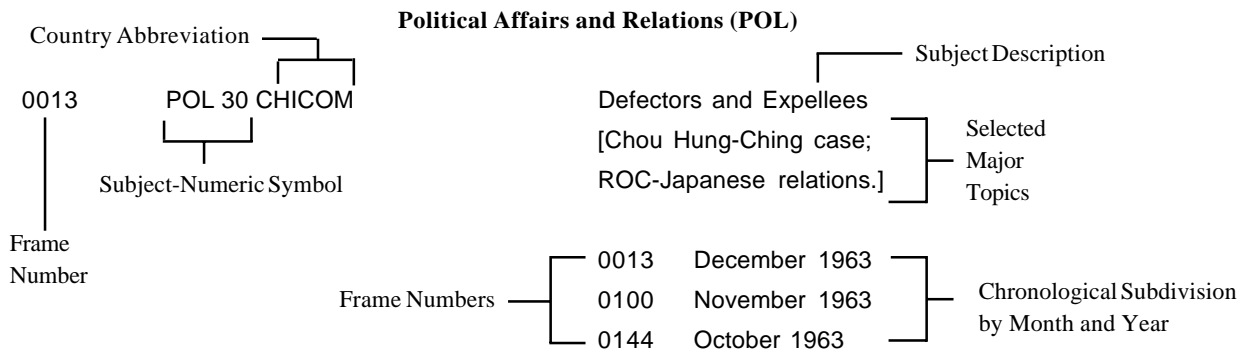 Political Affairs and Relations (POL)
Country Abbreviation
Subject Description
0013 POL 30 CHICOM Defectors and Expellees
[Chou Hung-Ching case;
ROC-Japanese relations.]
Selected
Major
Topics
Subject-Numeric Symbol
Frame
Number
Frame Numbers
0013 December 1963
0100 November 1963
0144 October 1963
Chronological Subdivision
by Month and Year